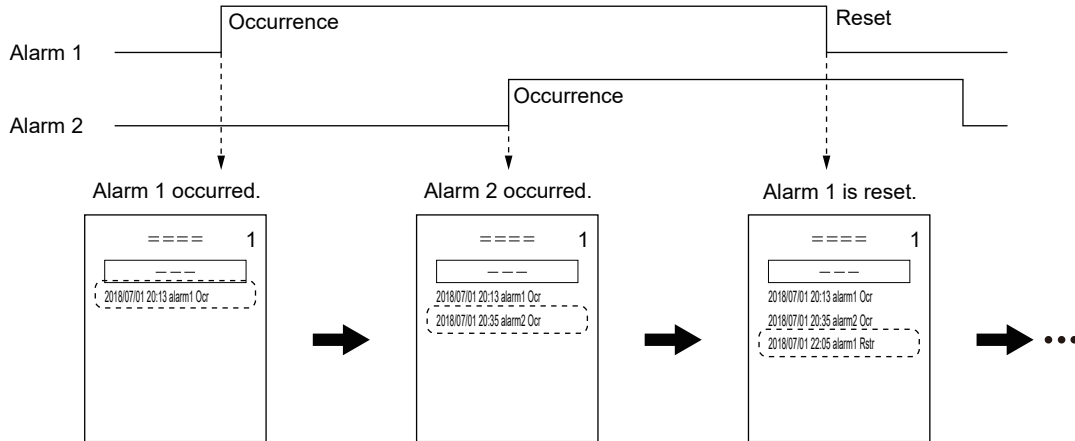 Occurrence
Reset
Alarm 1
Occurrence
Alarm 2
Alarm 1 occurred.
Alarm 2 occurred.
Alarm 1 is reset.
==== 1
---
2018/07/01 20:13 alarm1 Ocr
==== 1
---
2018/07/01 20:13 alarm1 Ocr
2018/07/01 20:35 alarm2 Ocr
==== 1
---
2018/07/01 20:13 alarm1 Ocr
2018/07/01 20:35 alarm2 Ocr
2018/07/01 22:05 alarm1 Rstr